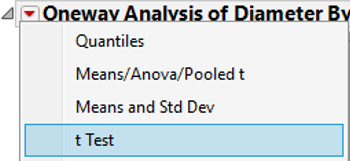 Oneway Analysis of Diameter By
Quantiles
Means/Anova/Pooled t
Means and Std Dev
t Test